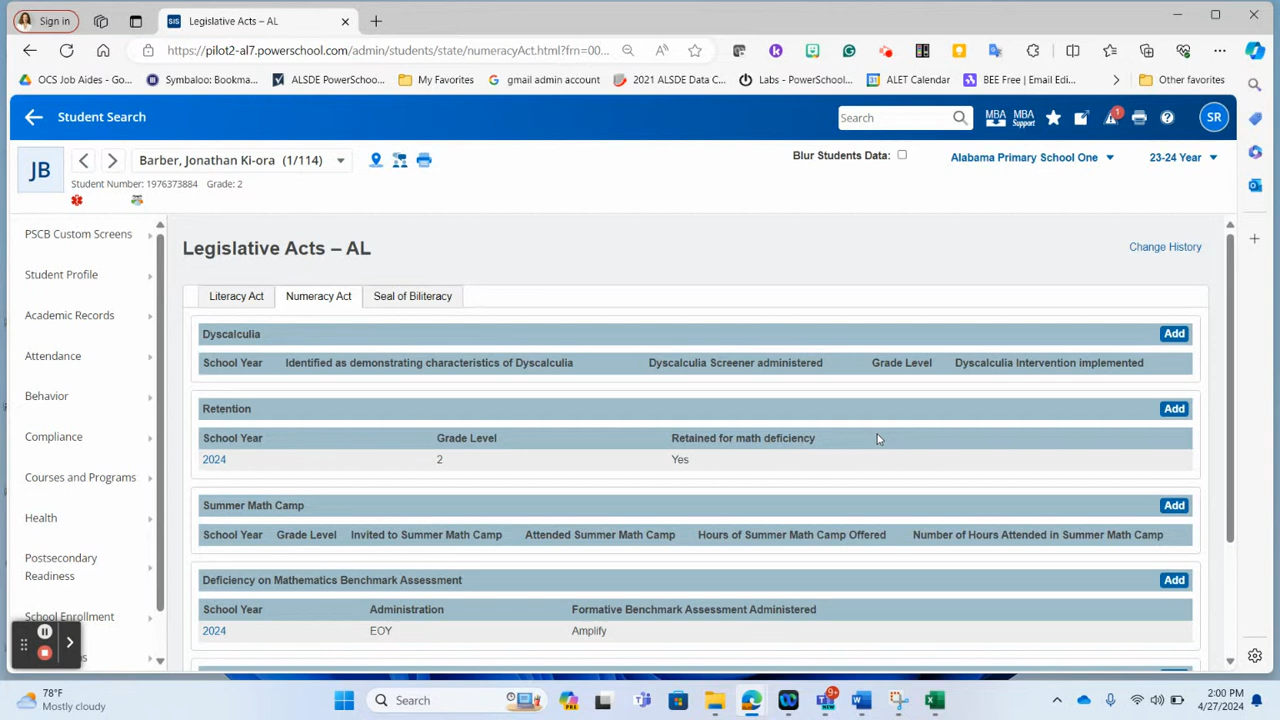 Sign in
SIS Legislative Acts – AL
https://pilot2-al7.powerschool.com/admin/students/state/numeracyAct.html?frn=00...
OCS Job Aides - Go...
Symbaloo: Bookma...
ALSDE PowerSchoo...
My Favorites
gmail admin account
2021 ALSDE Data C...
Labs - PowerSchool...
ALET Calendar
BEE Free | Email Edi...
Other favorites
Student Search
Search
MBA
MBA Support
1
SR
JB
Barber, Jonathan Ki-ora (1/114)
Student Number: 1976373884 Grade: 2
Blur Students Data:
Alabama Primary School One
23-24 Year
PSCB Custom Screens
Student Profile
Academic Records
Attendance
Behavior
Compliance
Courses and Programs
Health
Postsecondary
Readiness
School Enrollment
Legislative Acts – AL
Change History
Literacy Act
Numeracy Act
Seal of Biliteracy
Dyscalculia
Add
School Year Identified as demonstrating characteristics of Dyscalculia Dyscalculia Screener administered Grade Level Dyscalculia Intervention implemented
Retention
Add
School Year Grade Level Retained for math deficiency
2024 2 Yes
Summer Math Camp
Add
School Year Grade Level Invited to Summer Math Camp Attended Summer Math Camp Hours of Summer Math Camp Offered Number of Hours Attended in Summer Math Camp
Deficiency on Mathematics Benchmark Assessment
Add
School Year Administration Formative Benchmark Assessment Administered
2024 EOY Amplify
78°F
Mostly cloudy
Search
PRE
9+
NEW
2:00 PM
4/27/2024